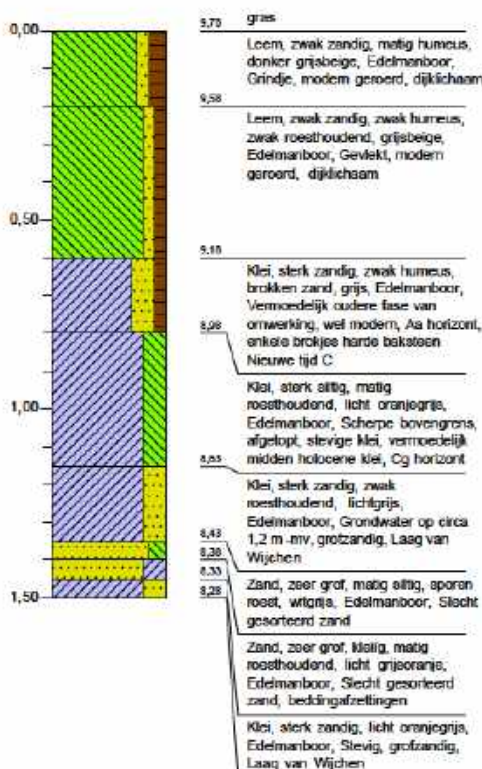 0,00
0,50
1,00
1,50
9,70
gras
Leem, zwak zandig, matig humeus,
donker grijsbeige, Edelmanboor,
Grindje, modern geroerd, dijklichaam
9,58
Leem, zwak zandig, zwak humeus,
zwak roesthoudend, grijsbeige,
Edelmanboor, Gevlekt, modern
geroerd, dijklichaam
9,18
Klei, sterk zandig, zwak humeus,
brokken zand, grijs, Edelmanboor,
Vermoedelijk oudere fase van
omwerking, wel modern, Aa horizont,
enkele brokjes harde baksteen
Nieuwe tijd C
8,98
Klei, sterk siltig, matig
roesthoudend, licht oranjegrijs,
Edelmanboor, Scherpe bovengrens,
afgetopt, stevige klei, vermoedelijk
midden holocene klei, Cg horizont
8,63
Klei, sterk zandig, zwak
roesthoudend, lichtgrijs,
Edelmanboor, Grondwater op circa
1,2 m -mv, grofzandig, Laag van
Wijchen
8,43
Zand, zeer grof, matig siltig, sporen
roest, witgrijs, Edelmanboor, Slecht
gesorteerd zand
8,38
Zand, zeer grof, kleiig, matig
roesthoudend, licht grijsoranje,
Edelmanboor, Slecht gesorteerd
zand, beddingafzettingen
8,33
Klei, sterk zandig, licht oranjegrijs,
Edelmanboor, Stevig, grofzandig,
Laag van Wijchen
8,28